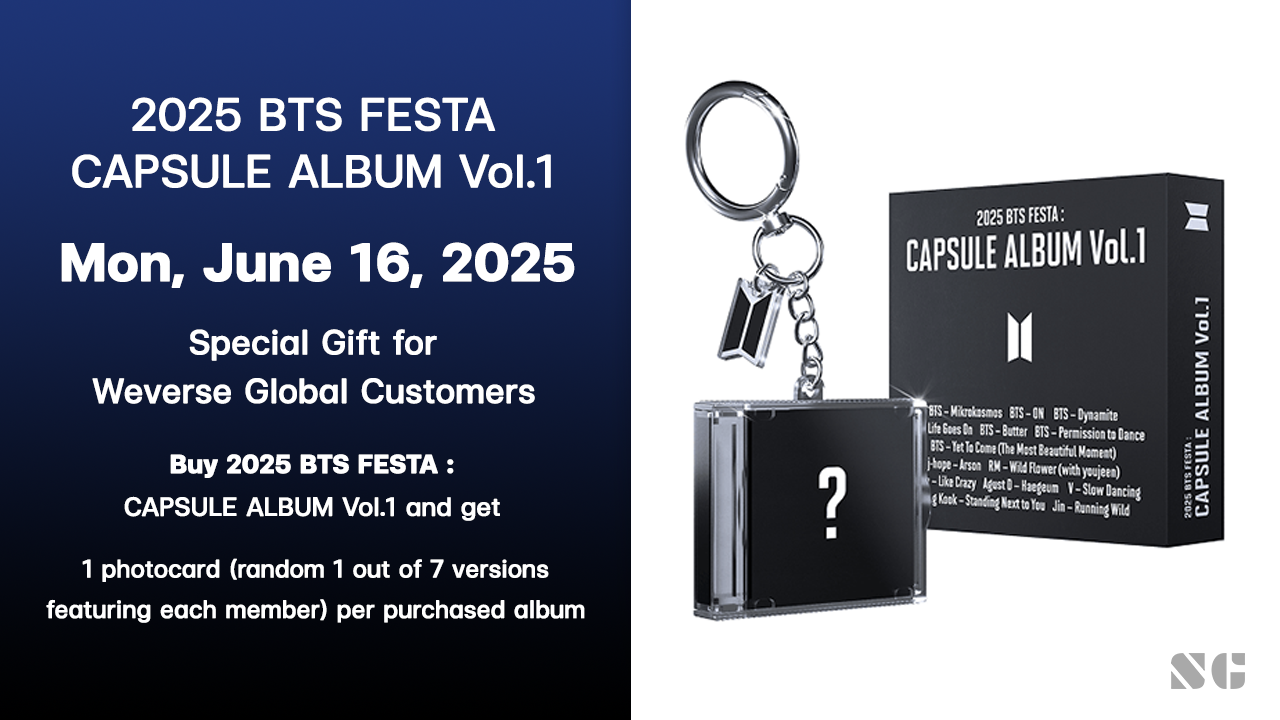 2025 BTS FESTA
CAPSULE ALBUM Vol.1
Mon, June 16, 2025
Special Gift for
Weverse Global Customers
Buy 2025 BTS FESTA :
CAPSULE ALBUM Vol.1 and get
1 photocard (random 1 out of 7 versions
featuring each member) per purchased album
2025 BTS FESTA :
CAPSULE ALBUM Vol.1
BTS – Mikrokosmos BTS – ON BTS – Dynamite
Life Goes On BTS – Butter BTS – Permission to Dance
BTS – Yet To Come (The Most Beautiful Moment)
j-hope – Arson RM – Wild Flower (with youjeen)
– Like Crazy Agust D – Haegeum V – Slow Dancing
Kook – Standing Next to You Jin – Running Wild
2025 BTS FESTA :
CAPSULE ALBUM Vol.1
?
SG